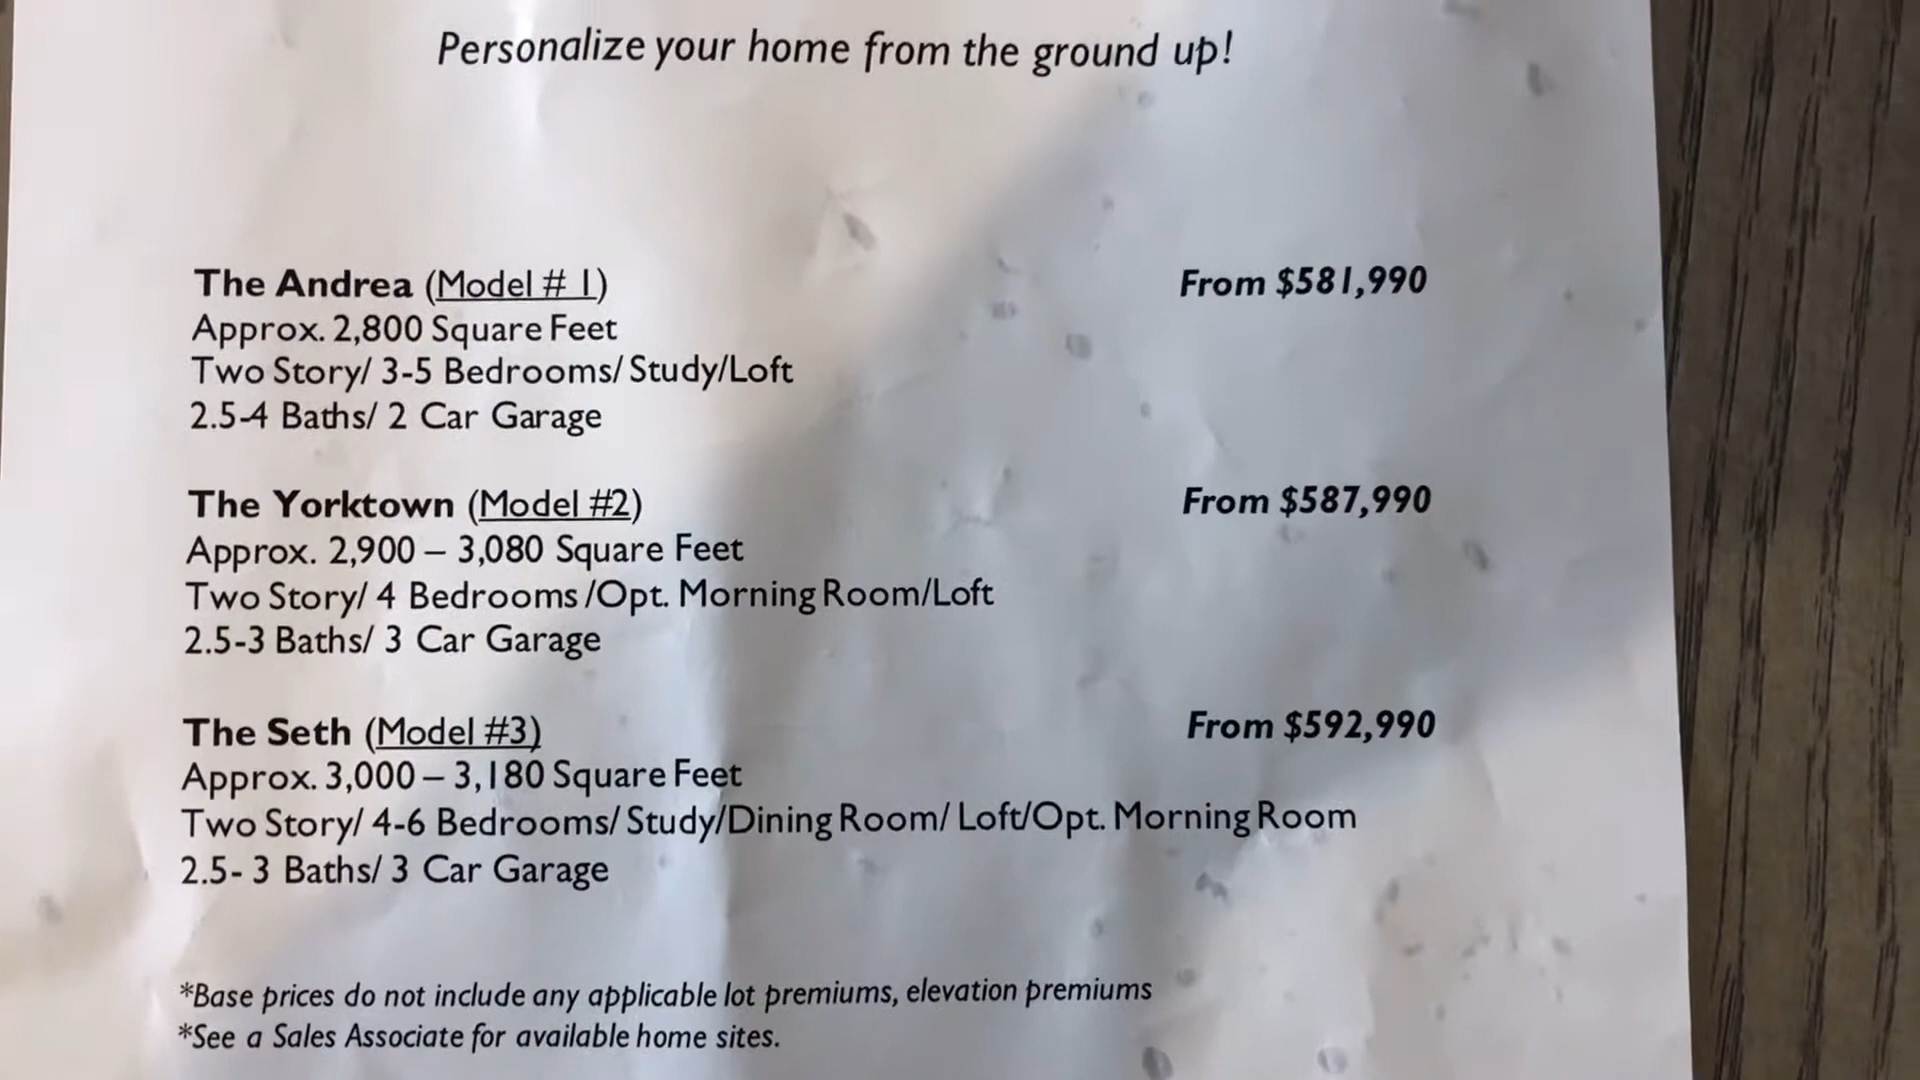 Personalize your home from the ground up!
The Andrea (Model # 1) From $581,990
Approx. 2,800 Square Feet
Two Story/ 3-5 Bedrooms/ Study/Loft
2.5-4 Baths/ 2 Car Garage
The Yorktown (Model #2) From $587,990
Approx. 2,900 – 3,080 Square Feet
Two Story/ 4 Bedrooms /Opt. Morning Room/Loft
2.5-3 Baths/ 3 Car Garage
The Seth (Model #3) From $592,990
Approx. 3,000 – 3,180 Square Feet
Two Story/ 4-6 Bedrooms/ Study/Dining Room/ Loft/Opt. Morning Room
2.5- 3 Baths/ 3 Car Garage
*Base prices do not include any applicable lot premiums, elevation premiums
*See a Sales Associate for available home sites.